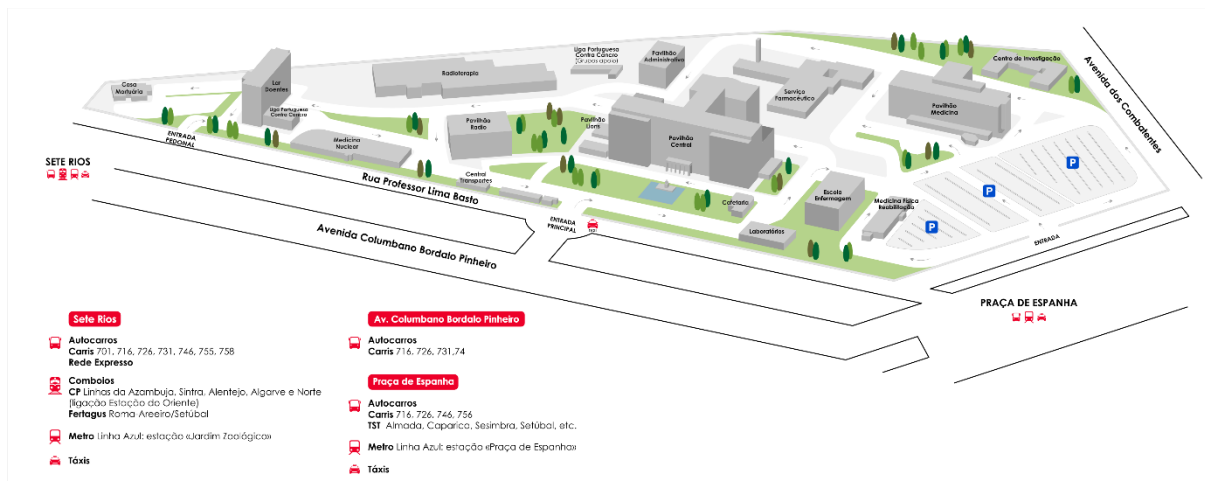 Liga Portuguesa
Contra Cancro
(Grupos apoio)
Pavilhão
Administrativo
Centro de Investigação
Avenida dos Combatentes
Casa
Mortuária
Lar
Doentes
Radioterapia
Serviço
Farmacêutico
Pavilhão
Medicina
Liga Portuguesa
Contra Cancro
Pavilhão
Rádio
Pavilhão
Lions
Pavilhão
Central
ENTRADA
PEDONAL
Medicina
Nuclear
SETE RIOS
Rua Professor Lima Basto
Central
Transportes
P
P
P
Escola
Enfermagem
Medicina Física
Reabilitação
Cafetaria
ENTRADA
PRINCIPAL
TAXI
Laboratórios
ENTRADA
Avenida Columbano Bordalo Pinheiro
PRAÇA DE ESPANHA
Sete Rios
Autocarros
Carris 701, 716, 726, 731, 746, 755, 758
Rede Expresso
Comboios
CP Linhas da Azambuja, Sintra, Alentejo, Algarve e Norte
(ligação Estação do Oriente)
Fertagus Roma-Areeiro/Setúbal
Metro Linha Azul: estação «Jardim Zoológico»
Táxis
Av. Columbano Bordalo Pinheiro
Autocarros
Carris 716, 726, 731,74
Praça de Espanha
Autocarros
Carris 716, 726, 746, 756
TST Almada, Caparica, Sesimbra, Setúbal, etc.
Metro Linha Azul: estação «Praça de Espanha»
Táxis